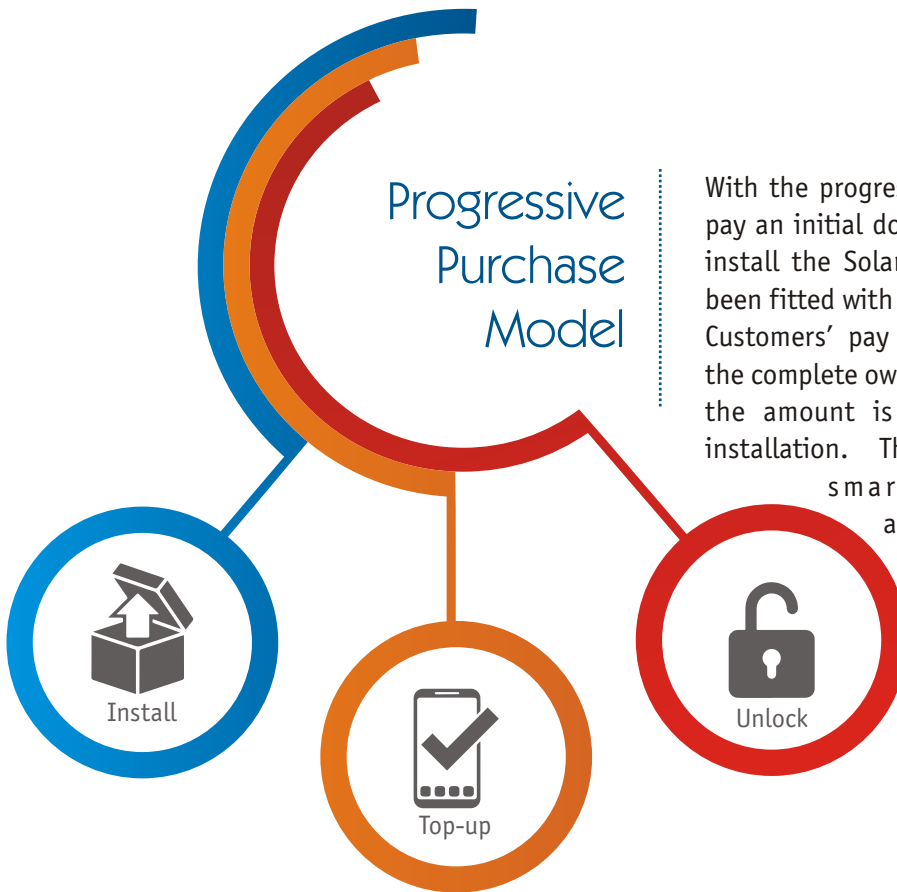 Progressive
Purchase
Model
With the progres
pay an initial do
install the Solar
been fitted with
Customers' pay
the complete ow
the amount is
installation. Th
smar
a
Install
Top-up
Unlock